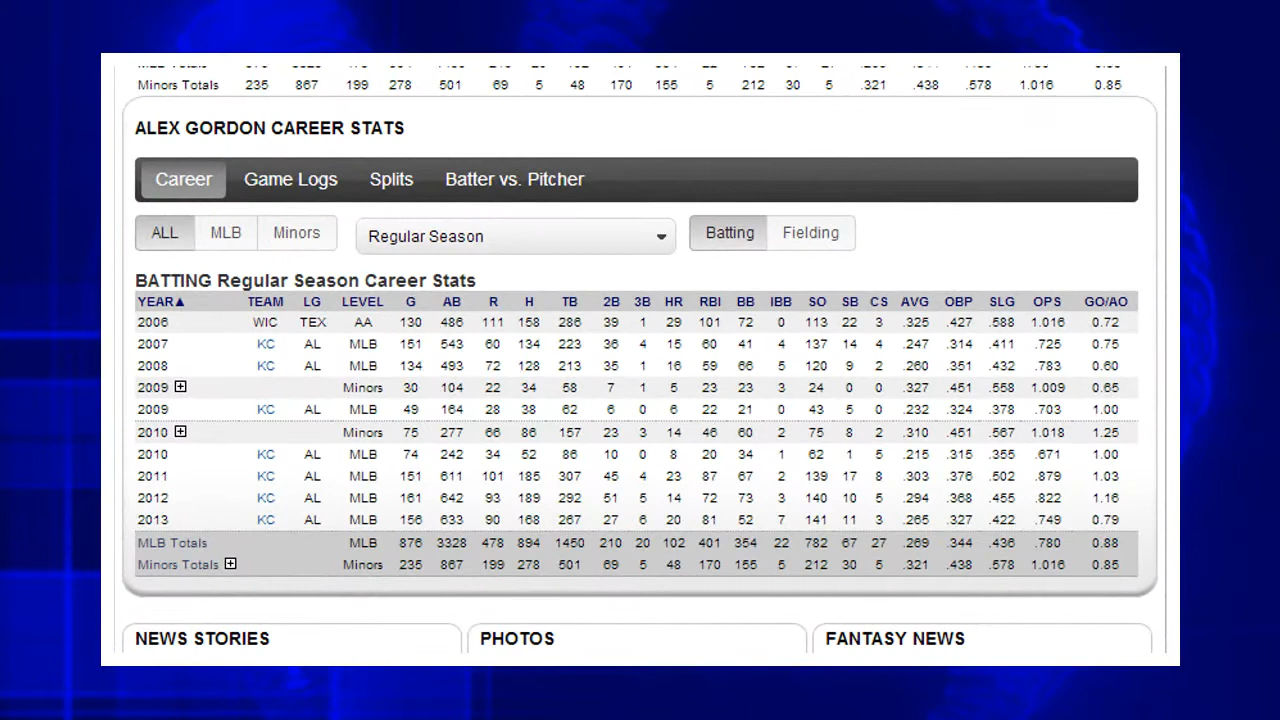 Minors Totals 235 867 199 278 501 69 5 48 170 155 5 212 30 5 .321 .438 .578 1.016 0.85
ALEX GORDON CAREER STATS
Career Game Logs Splits Batter vs. Pitcher
ALL MLB Minors Regular Season Batting Fielding
BATTING Regular Season Career Stats
YEAR▲ TEAM LG LEVEL G AB R H TB 2B 3B HR RBI BB IBB SO SB CS AVG OBP SLG OPS GO/AO
2006 WIC TEX AA 130 486 111 158 286 39 1 29 101 72 0 113 22 3 .325 .427 .588 1.016 0.72
2007 KC AL MLB 151 543 60 134 223 36 4 15 60 41 4 137 14 4 .247 .314 .411 .725 0.75
2008 KC AL MLB 134 493 72 128 213 35 1 16 59 66 5 120 9 2 .260 .351 .432 .783 0.60
2009 Minors 30 104 22 34 58 7 1 5 23 23 3 24 0 0 .327 .451 .558 1.009 0.65
2009 KC AL MLB 49 164 28 38 62 6 0 6 22 21 0 43 5 0 .232 .324 .378 .703 1.00
2010 Minors 75 277 66 86 157 23 3 14 46 60 2 75 8 2 .310 .451 .567 1.018 1.25
2010 KC AL MLB 74 242 34 52 86 10 0 8 20 34 1 62 1 5 .215 .315 .355 .671 1.00
2011 KC AL MLB 151 611 101 185 307 45 4 23 87 67 2 139 17 8 .303 .376 .502 .879 1.03
2012 KC AL MLB 161 642 93 189 292 51 5 14 72 73 3 140 10 5 .294 .368 .455 .822 1.16
2013 KC AL MLB 156 633 90 168 267 27 6 20 81 52 7 141 11 3 .265 .327 .422 .749 0.79
MLB Totals MLB 876 3328 478 894 1450 210 20 102 401 354 22 782 67 27 .269 .344 .436 .780 0.88
Minors Totals Minors 235 867 199 278 501 69 5 48 170 155 5 212 30 5 .321 .438 .578 1.016 0.85
NEWS STORIES PHOTOS FANTASY NEWS